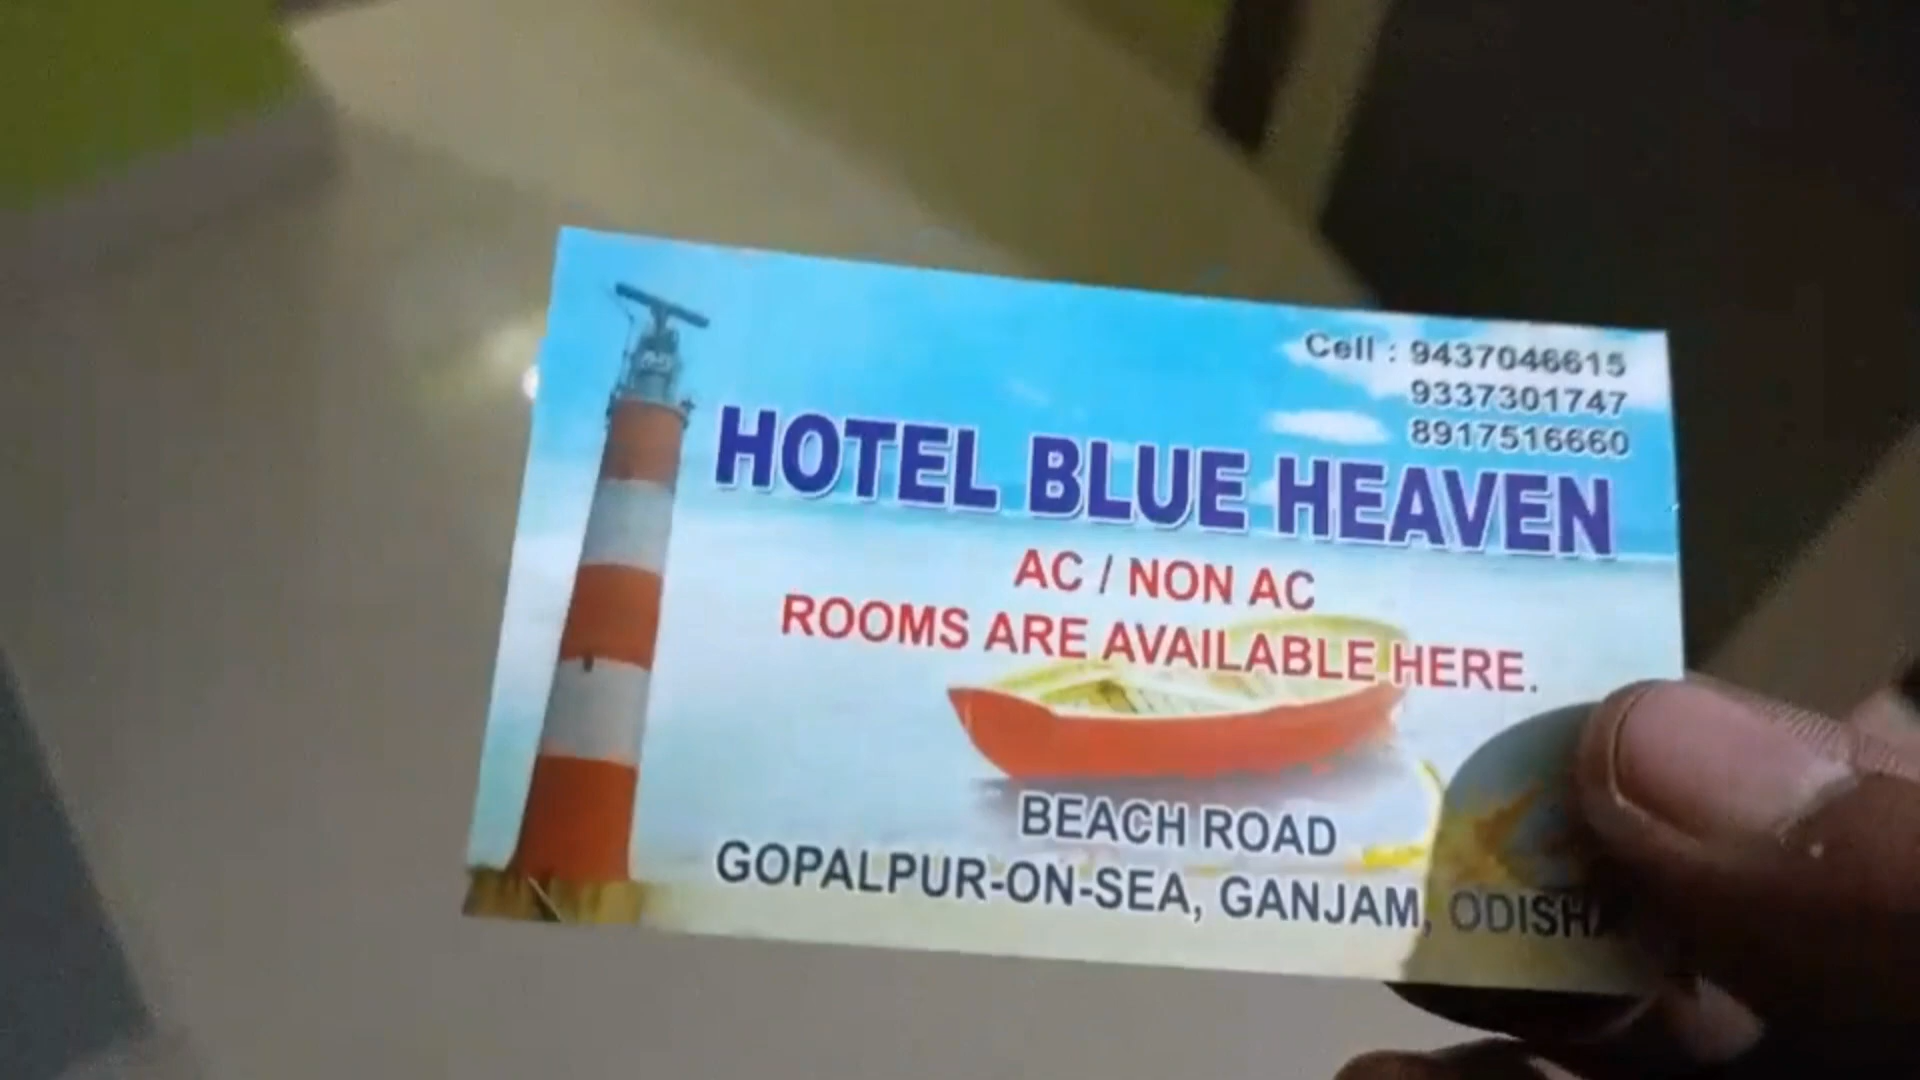 Cell : 9437046615
9337301747
8917516660
HOTEL BLUE HEAVEN
AC / NON AC
ROOMS ARE AVAILABLE HERE.
BEACH ROAD
GOPALPUR-ON-SEA, GANJAM, ODISHA